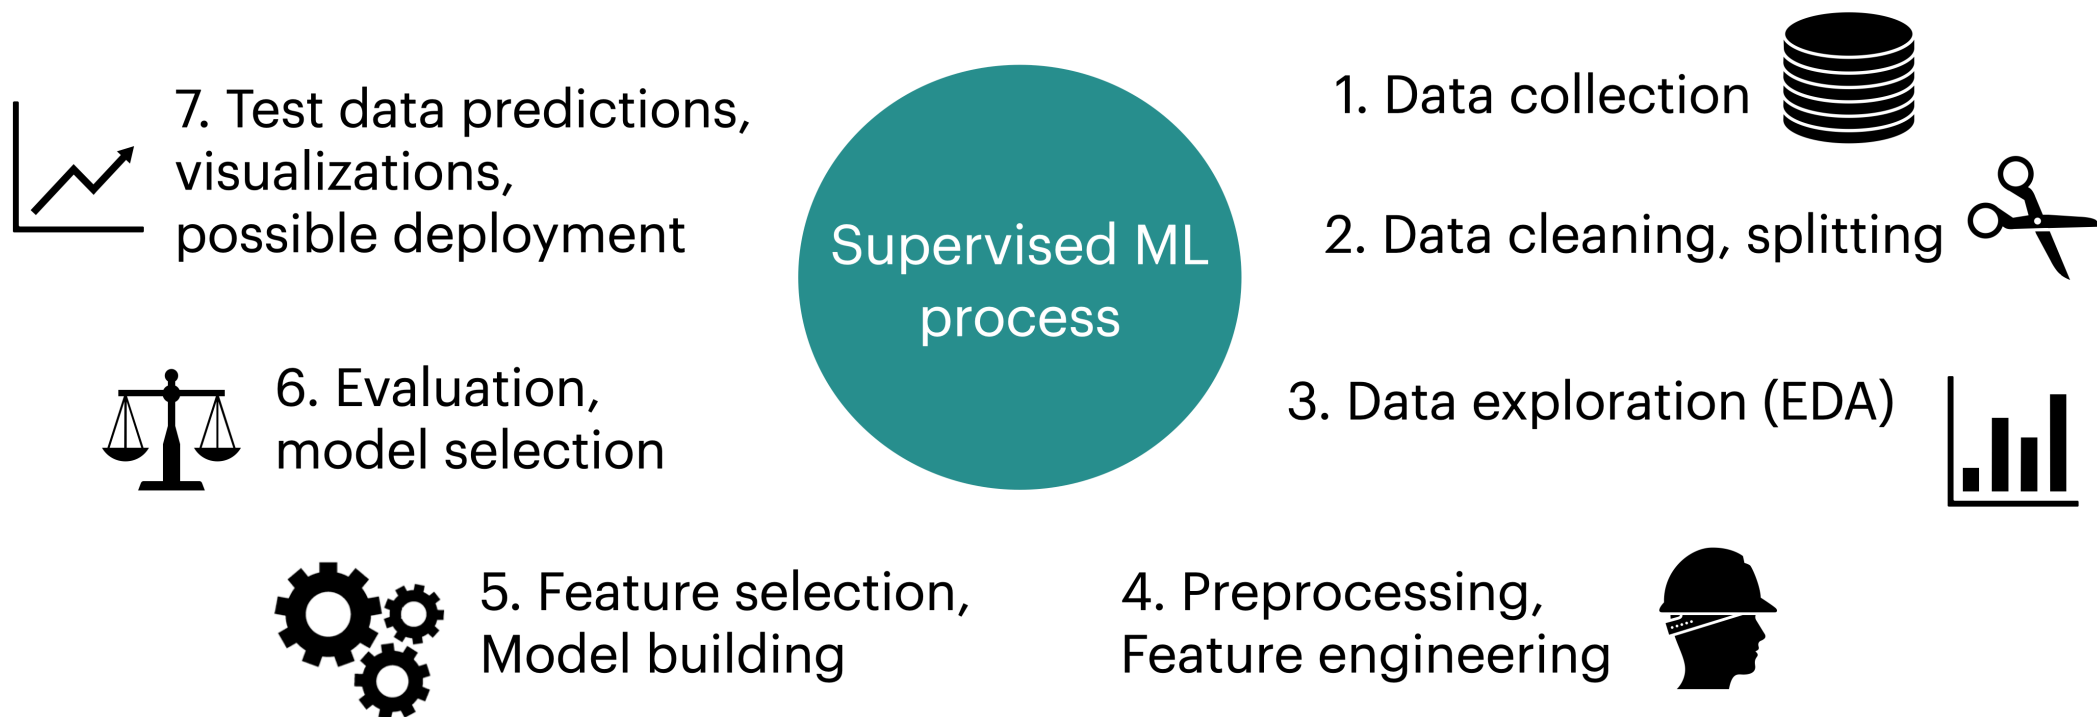 Supervised ML
process
1. Data collection
2. Data cleaning, splitting
3. Data exploration (EDA)
4. Preprocessing,
Feature engineering
5. Feature selection,
Model building
6. Evaluation,
model selection
7. Test data predictions,
visualizations,
possible deployment